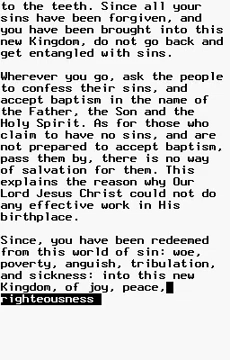 to the teeth. Since all your
sins have been forgiven, and
you have been brought into this
new Kingdom, do not go back and
get entangled with sins.

Wherever you go, ask the people
to confess their sins, and
accept baptism in the name of
the Father, the Son and the
Holy Spirit. As for those who
claim to have no sins, and are
not prepared to accept baptism,
pass them by, there is no way
of salvation for them. This
explains the reason why Our
Lord Jesus Christ could not do
any effective work in His
birthplace.

Since, you have been redeemed
from this world of sin: woe,
poverty, anguish, tribulation,
and sickness: into this new
Kingdom, of joy, peace,
righteousness